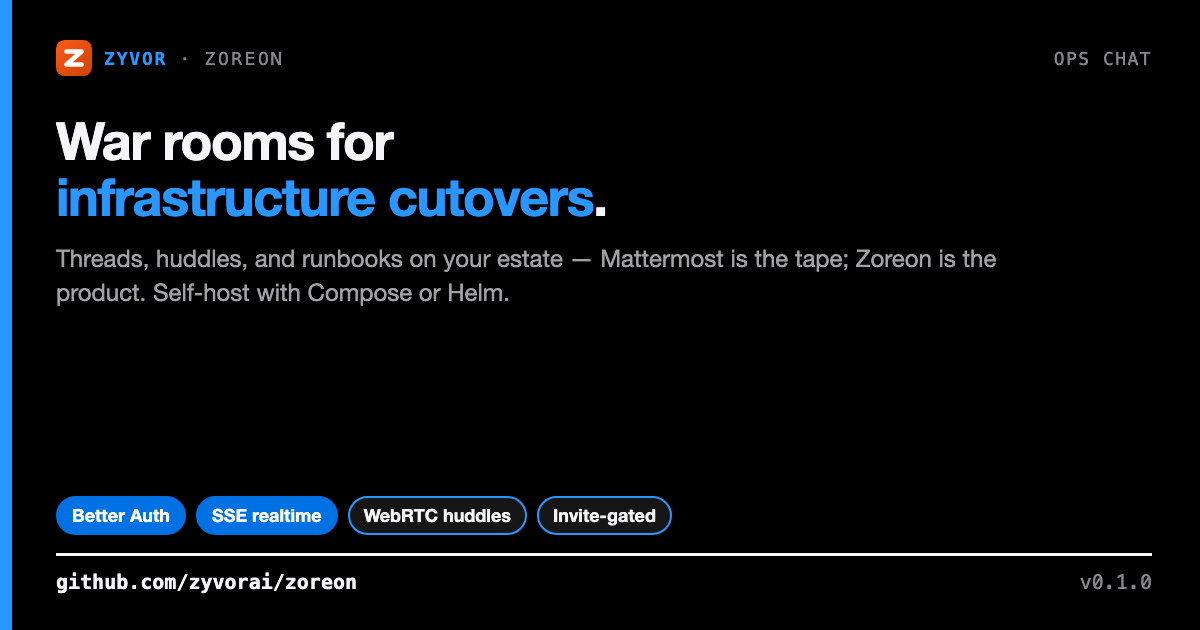 Z ZYVOR · ZOREON
OPS CHAT
War rooms for
infrastructure cutovers.
Threads, huddles, and runbooks on your estate — Mattermost is the tape; Zoreon is the
product. Self-host with Compose or Helm.
Better Auth
SSE realtime
WebRTC huddles
Invite-gated
github.com/zyvorai/zoreon
v0.1.0